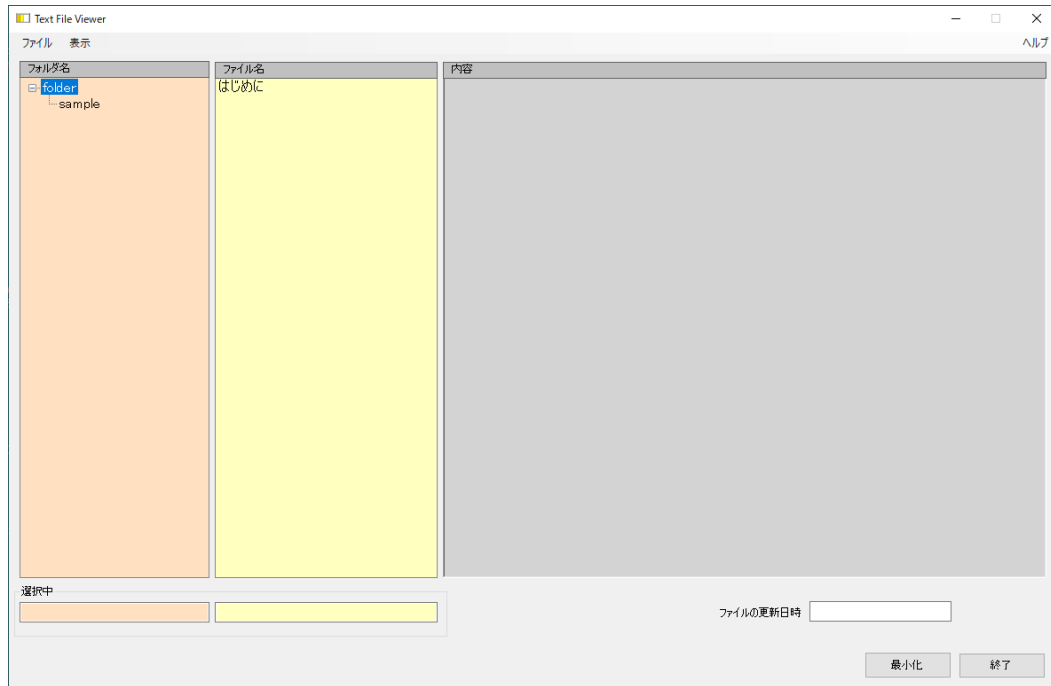 Text File Viewer
ファイル 表示 ヘルプ
フォルダ名 ファイル名 内容
folder はじめに
sample
選択中
ファイルの更新日時
最小化 終了